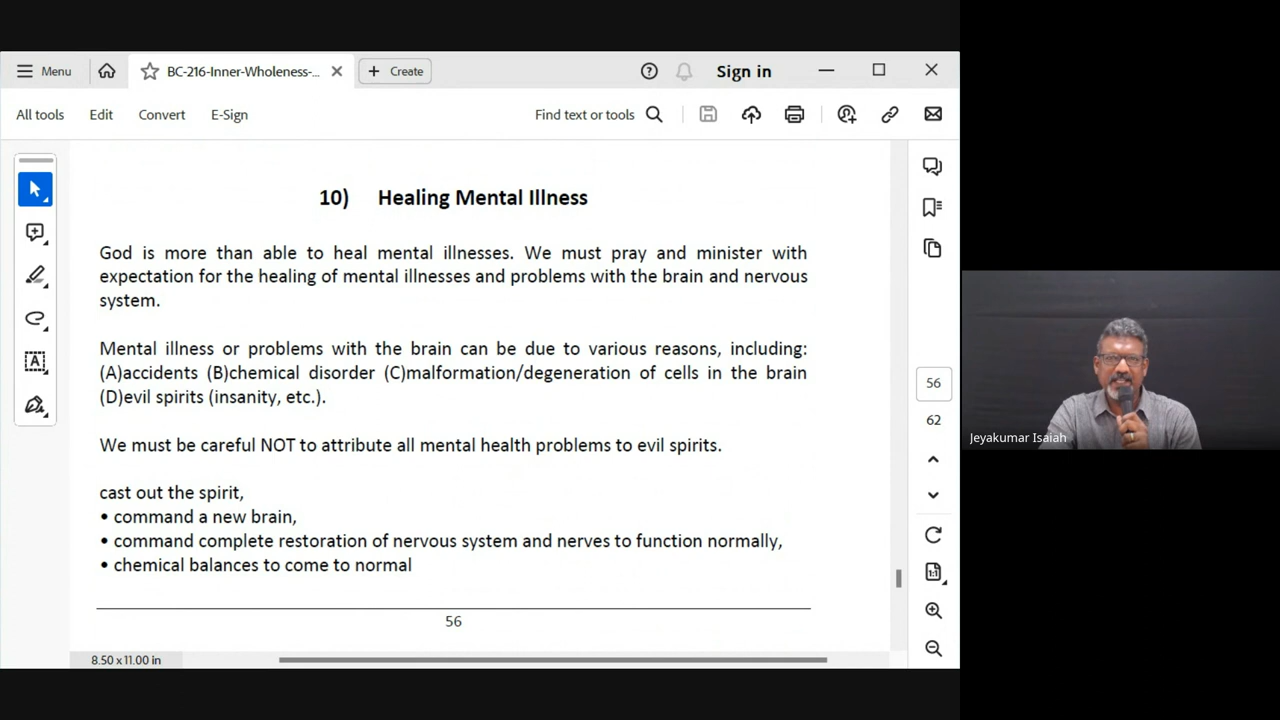 Menu
BC-216-Inner-Wholeness-...
Create
Sign in
All tools
Edit
Convert
E-Sign
Find text or tools
10) Healing Mental Illness
God is more than able to heal mental illnesses. We must pray and minister with
expectation for the healing of mental illnesses and problems with the brain and nervous
system.
Mental illness or problems with the brain can be due to various reasons, including:
(A)accidents (B)chemical disorder (C)malformation/degeneration of cells in the brain
(D)evil spirits (insanity, etc.).
We must be careful NOT to attribute all mental health problems to evil spirits.
cast out the spirit,
• command a new brain,
• command complete restoration of nervous system and nerves to function normally,
• chemical balances to come to normal
56
8.50 x 11.00 in
56
62
1:1
Jeyakumar Isaiah